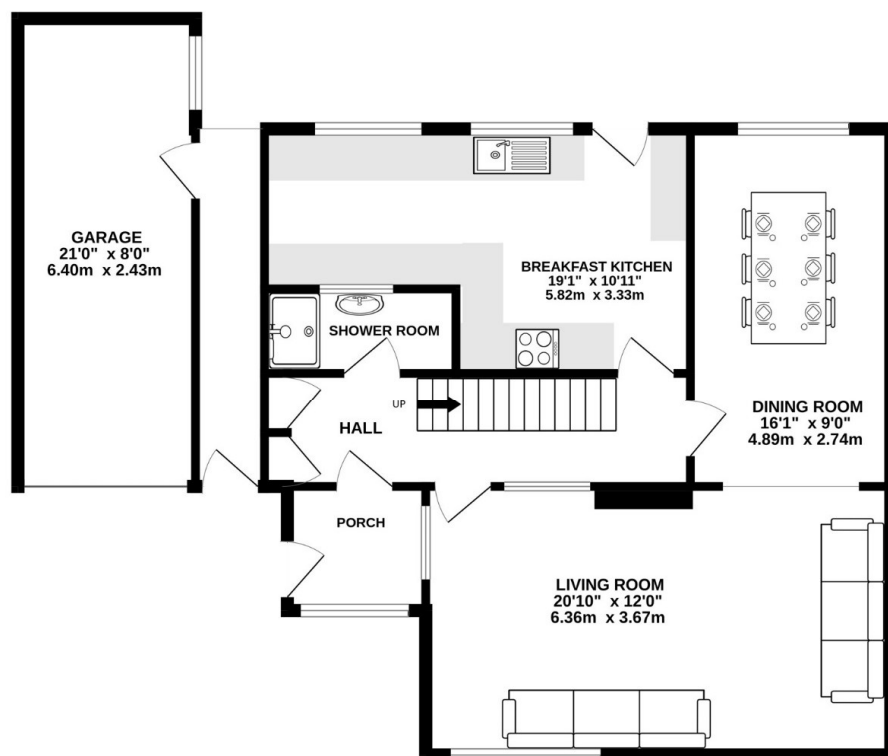 GARAGE
21'0" x 8'0"
6.40m x 2.43m
BREAKFAST KITCHEN
19'1" x 10'11"
5.82m x 3.33m
SHOWER ROOM
UP
HALL
DINING ROOM
16'1" x 9'0"
4.89m x 2.74m
PORCH
LIVING ROOM
20'10" x 12'0"
6.36m x 3.67m